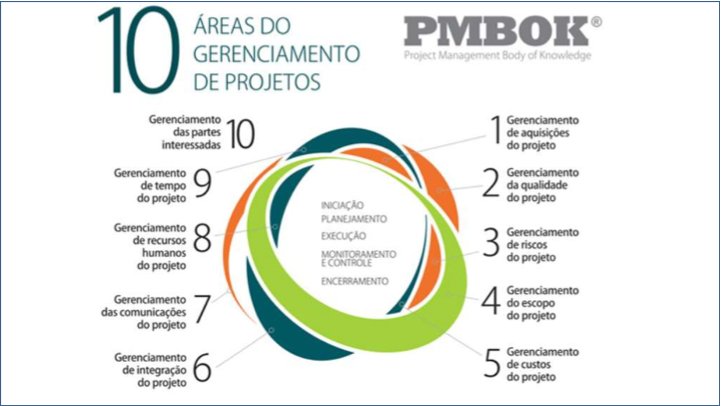 10 ÁREAS DO
GERENCIAMENTO
DE PROJETOS
PMBOK®
Project Management Body of Knowledge
Gerenciamento
das partes
interessadas
10
Gerenciamento
de tempo
do projeto
9
Gerenciamento
de recursos
humanos
do projeto
8
Gerenciamento
das comunicações
do projeto
7
Gerenciamento
de integração
do projeto
6
INICIAÇÃO
PLANEJAMENTO
EXECUÇÃO
MONITORAMENTO
E CONTROLE
ENCERRAMENTO
1
Gerenciamento
de aquisições
do projeto
2
Gerenciamento
da qualidade
do projeto
3
Gerenciamento
de riscos
do projeto
4
Gerenciamento
do escopo
do projeto
5
Gerenciamento
de custos
do projeto